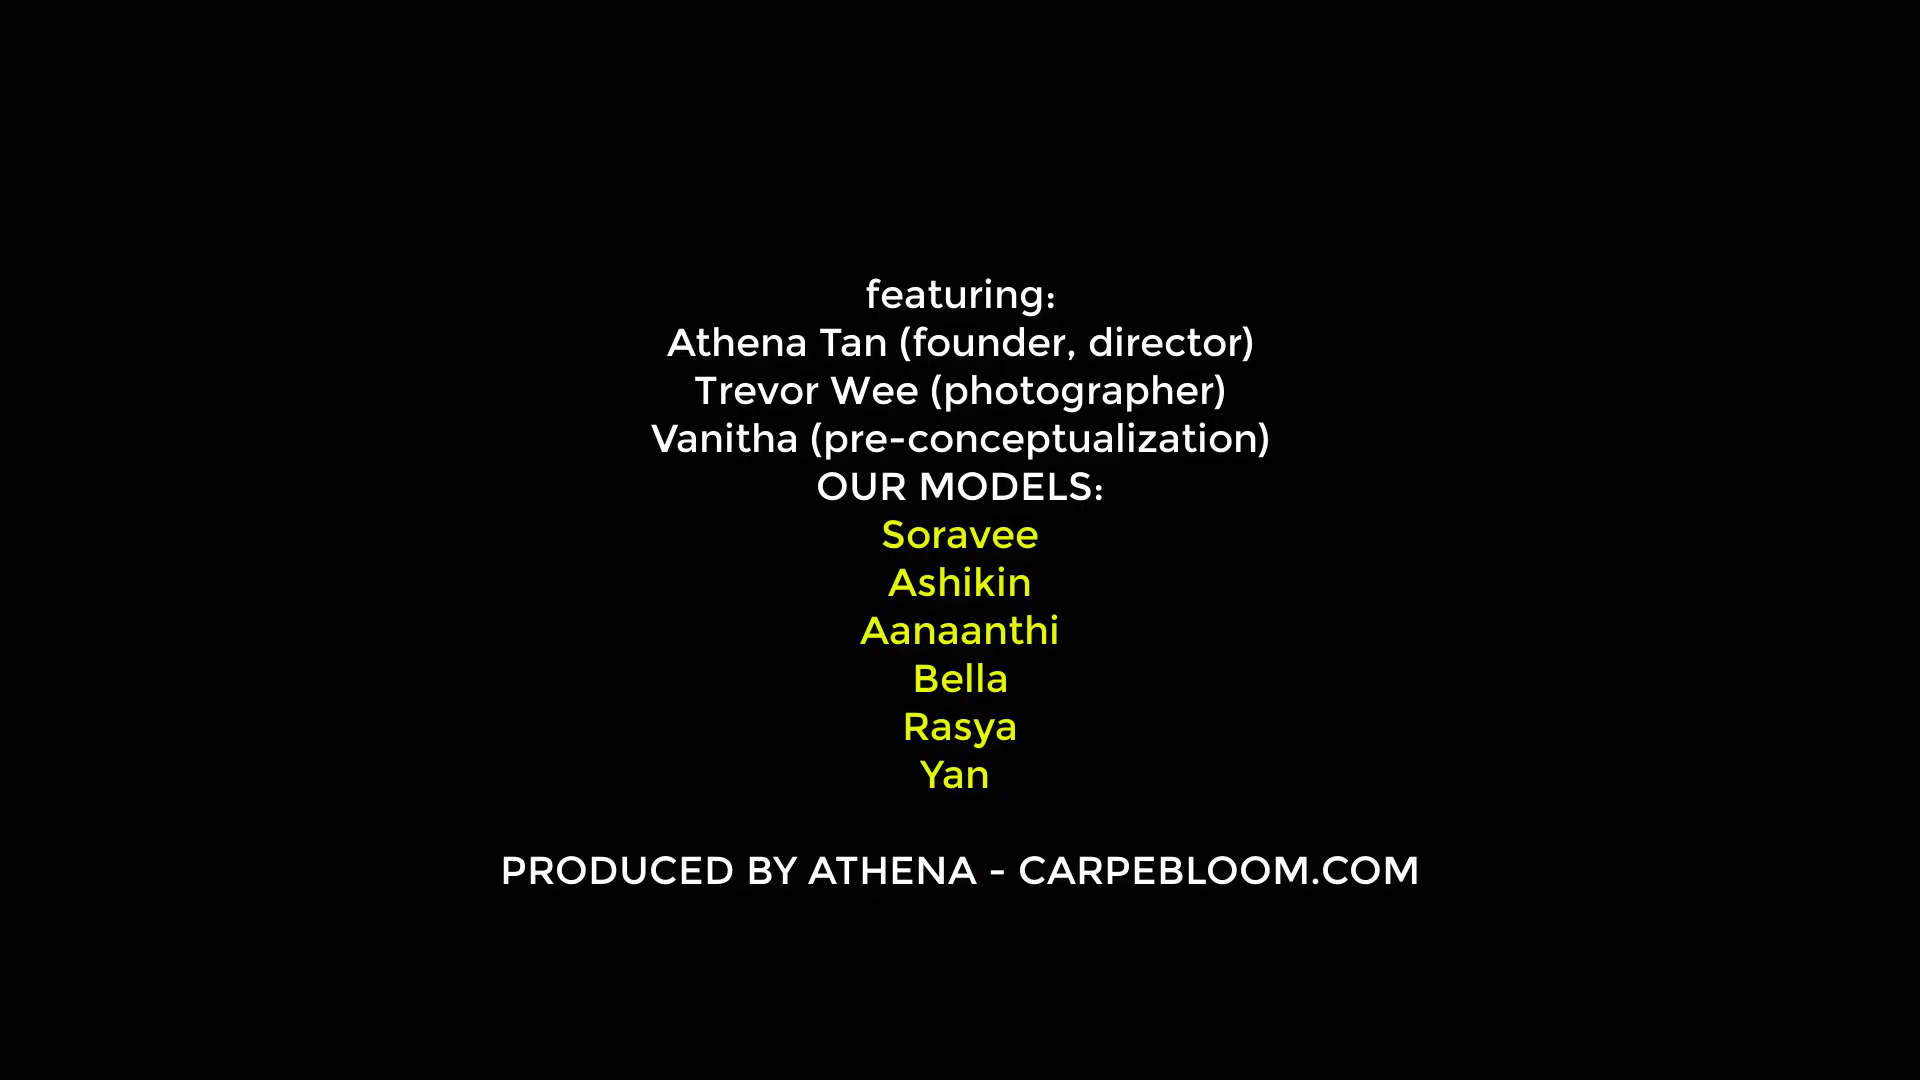 featuring:
Athena Tan (founder, director)
Trevor Wee (photographer)
Vanitha (pre-conceptualization)
OUR MODELS:
Soravee
Ashikin
Aanaanthi
Bella
Rasya
Yan
PRODUCED BY ATHENA - CARPEBLOOM.COM